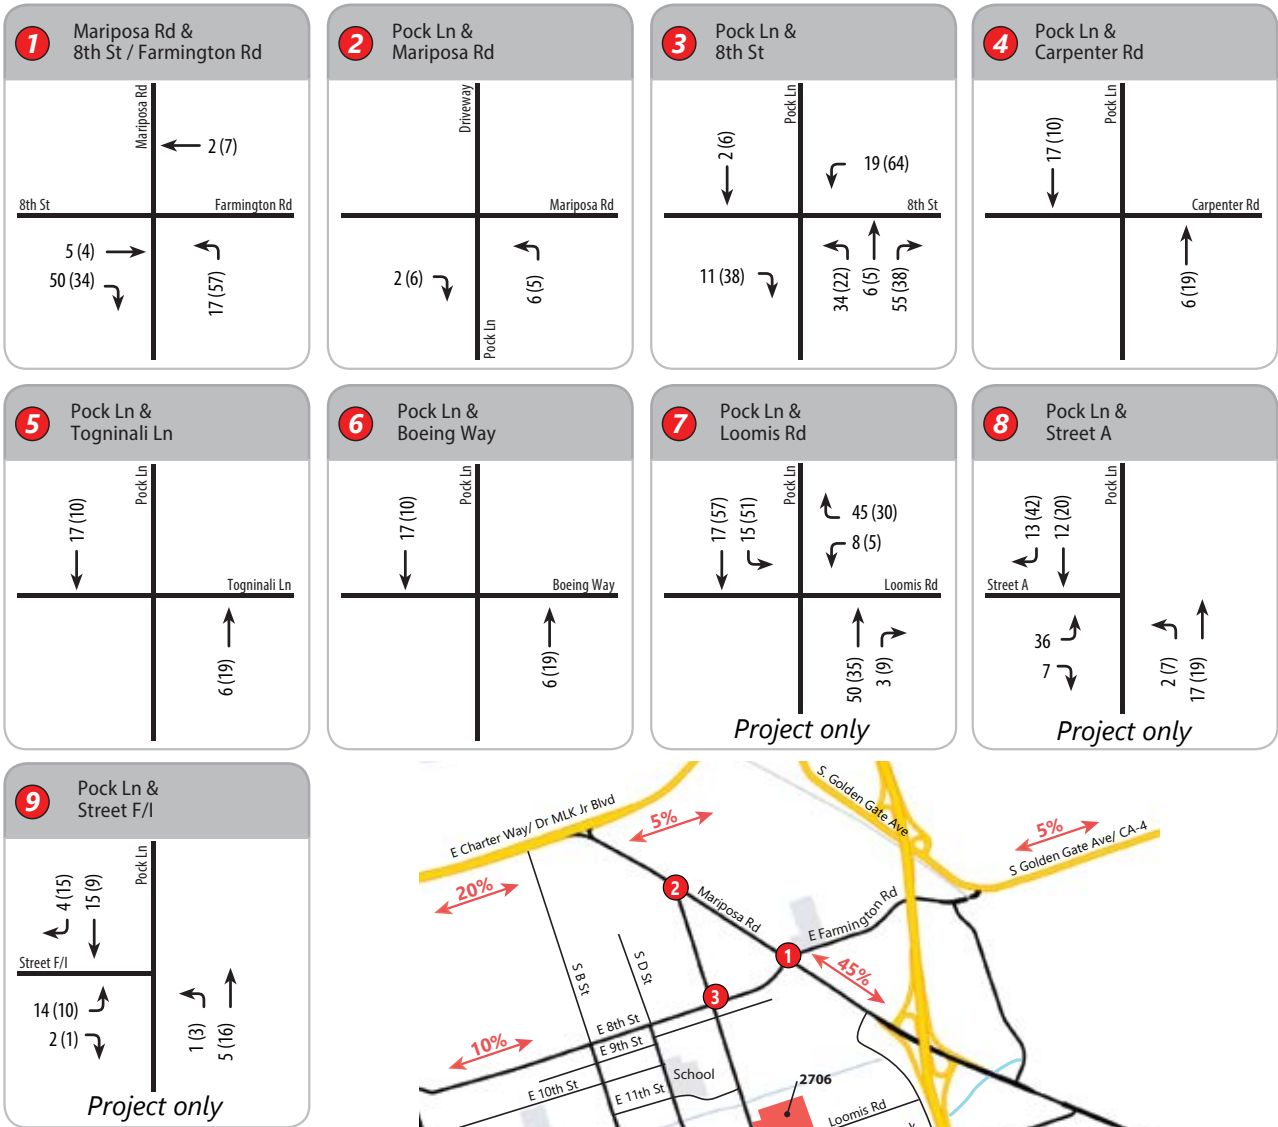 1
Mariposa Rd &
8th St / Farmington Rd
Mariposa Rd
2 (7)
8th St
Farmington Rd
5 (4)
50 (34)
17 (57)
2
Pock Ln &
Mariposa Rd
Driveway
Mariposa Rd
2 (6)
6 (5)
Pock Ln
3
Pock Ln &
8th St
Pock Ln
2 (6)
19 (64)
8th St
11 (38)
34 (22)
6 (5)
55 (38)
4
Pock Ln &
Carpenter Rd
Pock Ln
17 (10)
Carpenter Rd
6 (19)
5
Pock Ln &
Togninali Ln
Pock Ln
17 (10)
Togninali Ln
6 (19)
6
Pock Ln &
Boeing Way
Pock Ln
17 (10)
Boeing Way
6 (19)
7
Pock Ln &
Loomis Rd
Pock Ln
17 (57)
15 (51)
45 (30)
8 (5)
Loomis Rd
50 (35)
3 (9)
Project only
8
Pock Ln &
Street A
Pock Ln
13 (42)
12 (20)
Street A
36
7
2 (7)
17 (19)
Project only
9
Pock Ln &
Street F/I
Pock Ln
4 (15)
15 (9)
Street F/I
14 (10)
2 (1)
1 (3)
5 (16)
Project only
E Charter Way/ Dr MLK Jr Blvd
5%
S. Golden Gate Ave
5%
S Golden Gate Ave/ CA-4
20%
2
Mariposa Rd
E Farmington Rd
1
45%
S B St
S D St
3
E 8th St
E 9th St
10%
E 10th St
E 11th St
School
2706
Loomis Rd